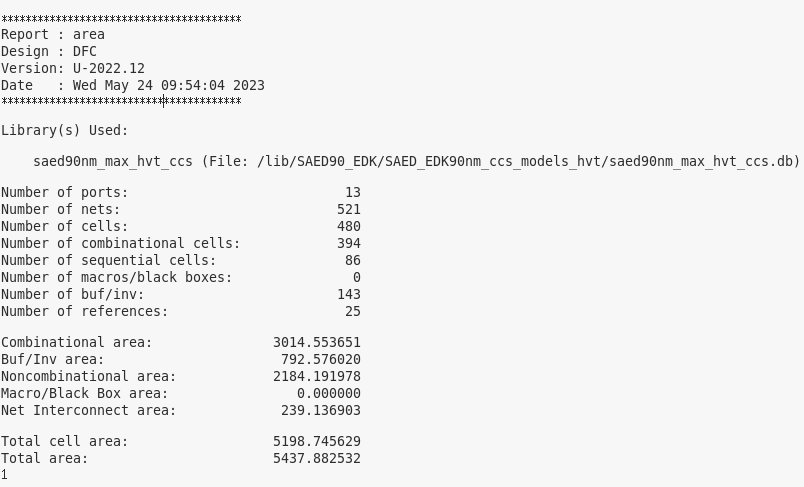 ****************************************
Report : area
Design : DFC
Version: U-2022.12
Date   : Wed May 24 09:54:04 2023
****************************************
Library(s) Used:
    saed90nm_max_hvt_ccs (File: /lib/SAED90_EDK/SAED_EDK90nm_ccs_models_hvt/saed90nm_max_hvt_ccs.db)
Number of ports:                           13
Number of nets:                           521
Number of cells:                          480
Number of combinational cells:            394
Number of sequential cells:                86
Number of macros/black boxes:               0
Number of buf/inv:                        143
Number of references:                      25
Combinational area:               3014.553651
Buf/Inv area:                      792.576020
Noncombinational area:            2184.191978
Macro/Black Box area:                0.000000
Net Interconnect area:             239.136903
Total cell area:                  5198.745629
Total area:                       5437.882532
1